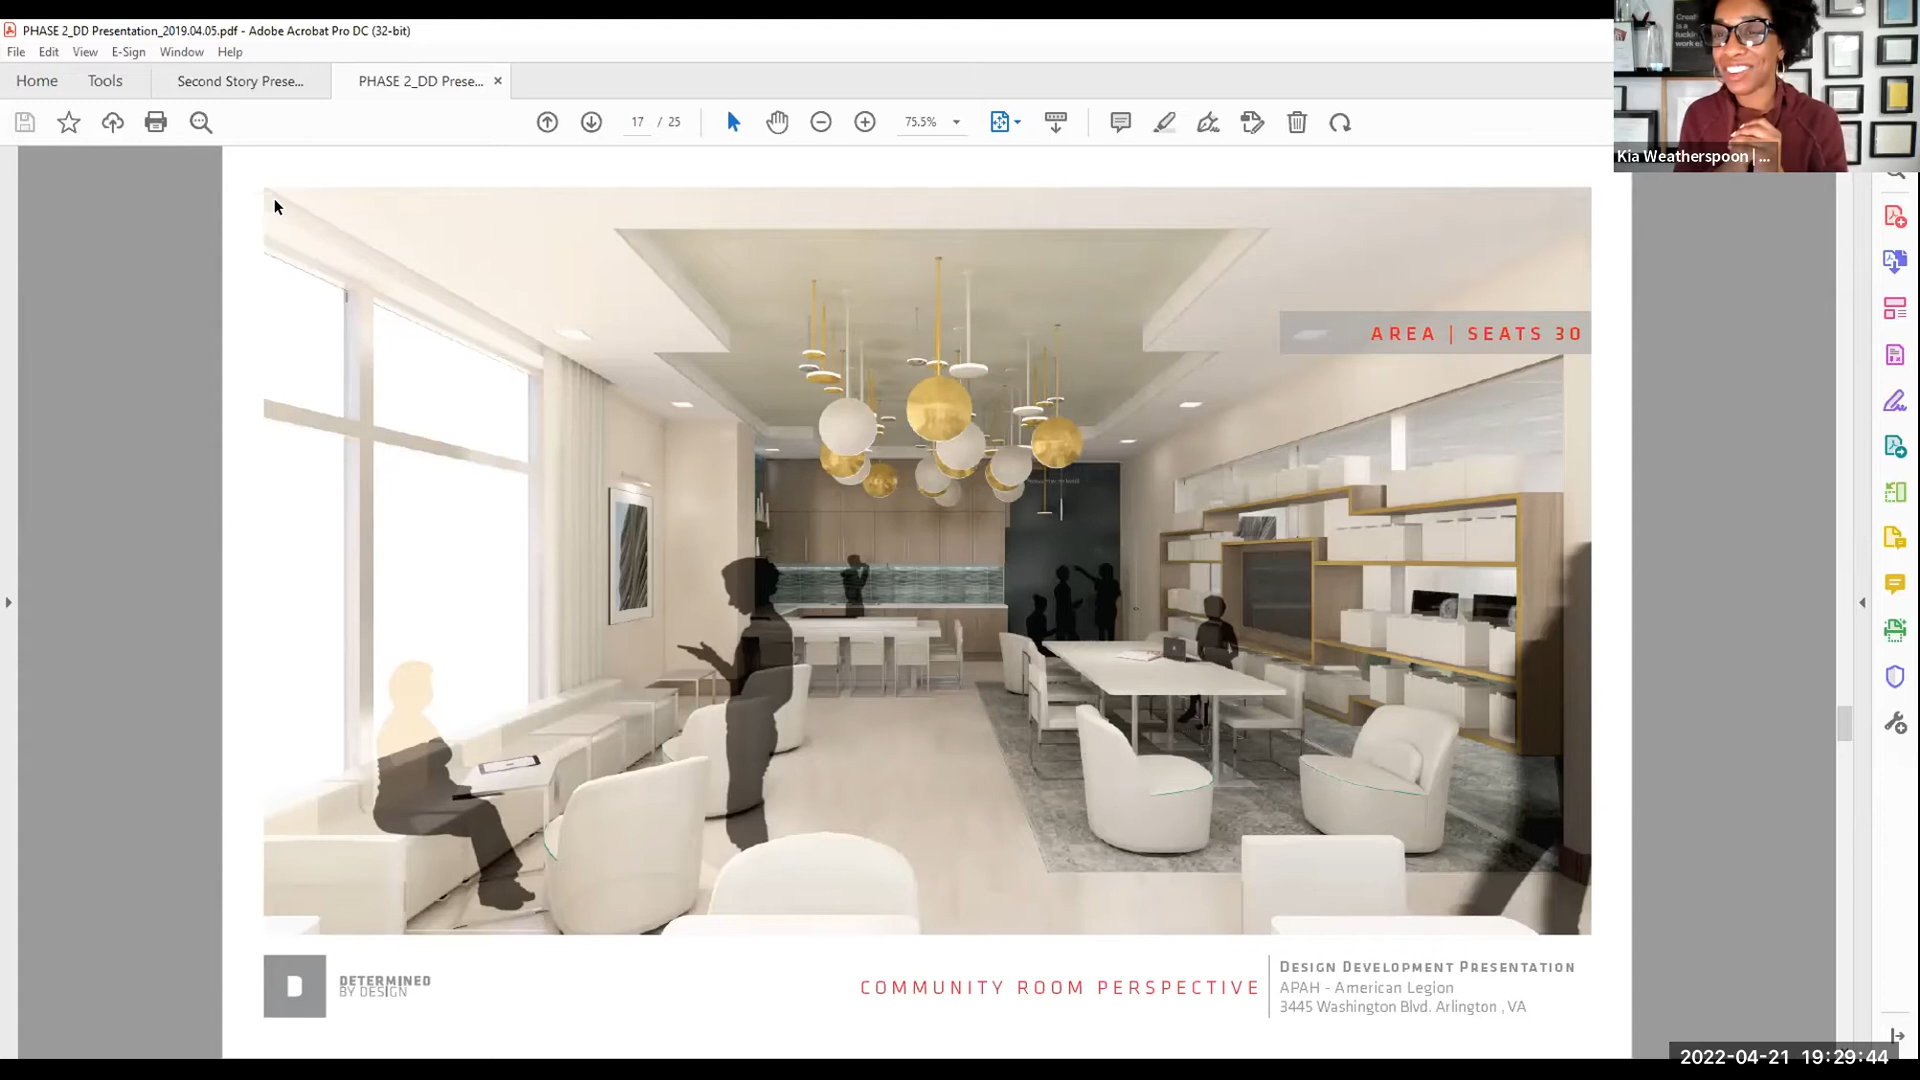 PHASE 2_DD Presentation_2019.04.05.pdf - Adobe Acrobat Pro DC (32-bit)
File Edit View E-Sign Window Help
Home Tools Second Story Prese... PHASE 2_DD Prese... ×
17 / 25 75.5%
Kia Weatherspoon | ...
AREA | SEATS 30
D DETERMINED
BY DESIGN
COMMUNITY ROOM PERSPECTIVE
DESIGN DEVELOPMENT PRESENTATION
APAH - American Legion
3445 Washington Blvd. Arlington , VA
2022-04-21 19:29:44